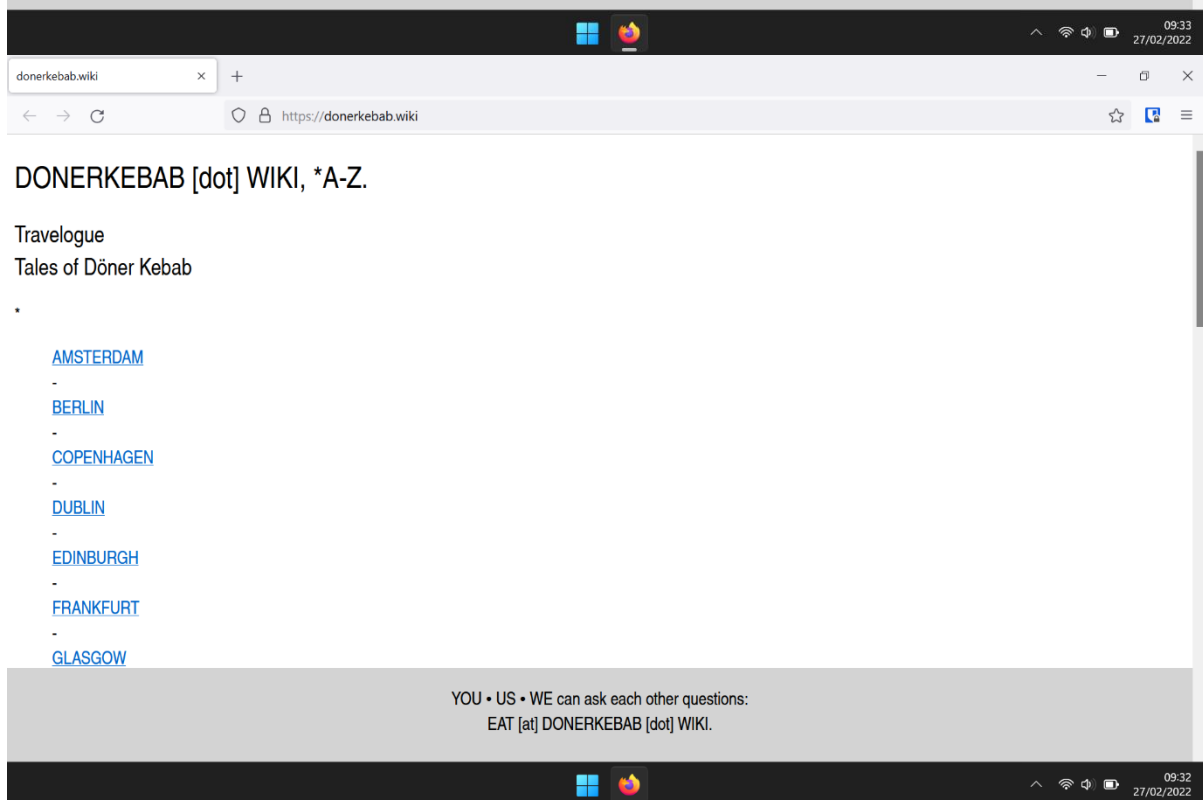 09:33
27/02/2022
donerkebab.wiki
https://donerkebab.wiki
DONERKEBAB [dot] WIKI, *A-Z.
Travelogue
Tales of Döner Kebab
*
AMSTERDAM
-
BERLIN
-
COPENHAGEN
-
DUBLIN
-
EDINBURGH
-
FRANKFURT
-
GLASGOW
YOU • US • WE can ask each other questions:
EAT [at] DONERKEBAB [dot] WIKI.
09:32
27/02/2022